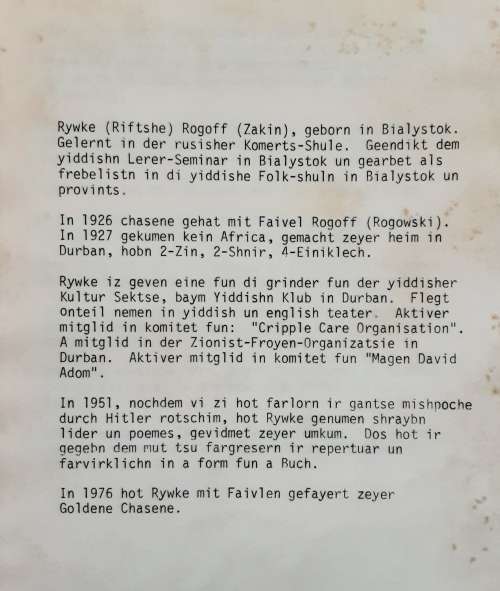 Rywke (Riftshe) Rogoff (Zakin), geborn in Bialystok.
Gelernt in der rusisher Komerts-Shule. Geendikt dem
yiddishn Lerer-Seminar in Bialystok un gearbet als
frebelistn in di yiddishe Folk-shuln in Bialystok un
provints.
In 1926 chasene gehat mit Faivel Rogoff (Rogowski).
In 1927 gekumen kein Africa, gemacht zeyer heim in
Durban, hobn 2-Zin, 2-Shnir, 4-Einiklech.
Rywke iz geven eine fun di grinder fun der yiddisher
Kultur Sektse, baym Yiddishn Klub in Durban. Flegt
onteil nemen in yiddish un english teater. Aktiver
mitglid in komitet fun: "Cripple Care Organisation".
A mitglid in der Zionist-Froyen-Organizatsie in
Durban. Aktiver mitglid in komitet fun "Magen David
Adom".
In 1951, nochdem vi zi hot farlorn ir gantse mishpoche
durch Hitler rotschim, hot Rywke genumen shraybn
lider un poemes, gevidmet zeyer umkum. Dos hot ir
gegebn dem mut tsu fargresern ir repertuar un
farvirklichn in a form fun a Buch.
In 1976 hot Rywke mit Faivlen gefayert zeyer
Goldene Chasene.